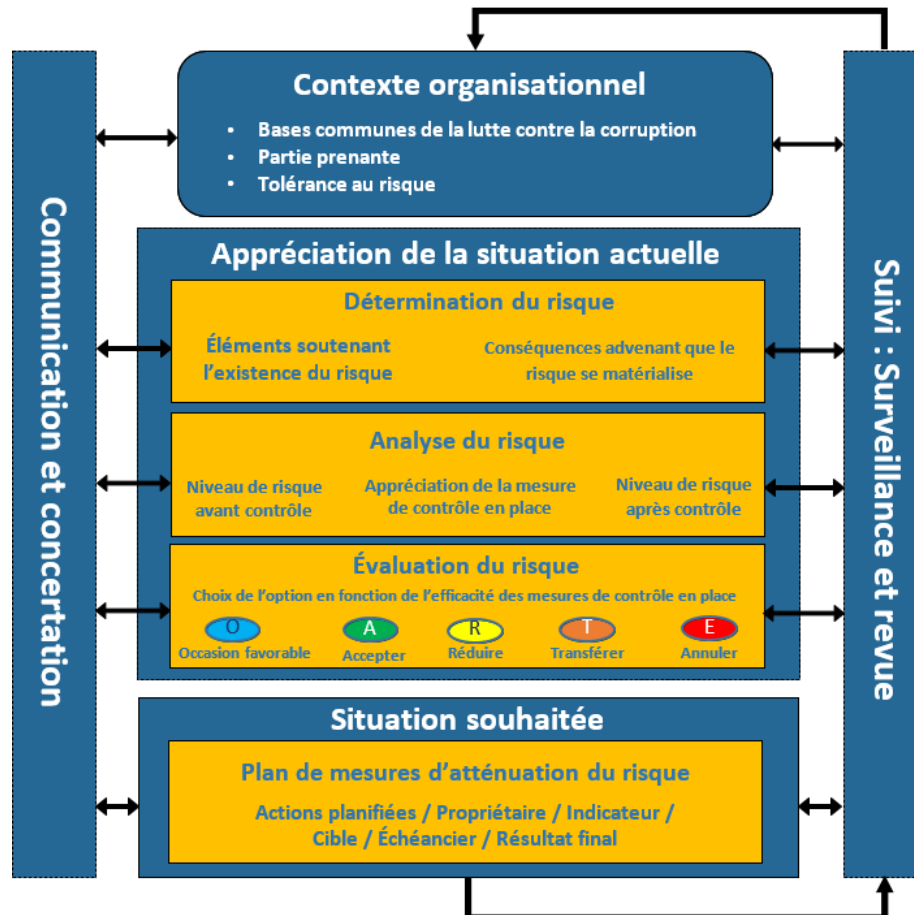 Contexte organisationnel
• Bases communes de la lutte contre la corruption
• Partie prenante
• Tolérance au risque
Communication et concertation
Appréciation de la situation actuelle
Détermination du risque
Éléments soutenant
l'existence du risque
Conséquences advenant que le
risque se matérialise
Analyse du risque
Niveau de risque
avant contrôle
Appréciation de la mesure
de contrôle en place
Niveau de risque
après contrôle
Évaluation du risque
Choix de l'option en fonction de l'efficacité des mesures de contrôle en place
O
A
R
T
E
Occasion favorable
Accepter
Réduire
Transférer
Annuler
Situation souhaitée
Plan de mesures d'atténuation du risque
Actions planifiées / Propriétaire / Indicateur /
Cible / Échéancier / Résultat final
Suivi : Surveillance et revue